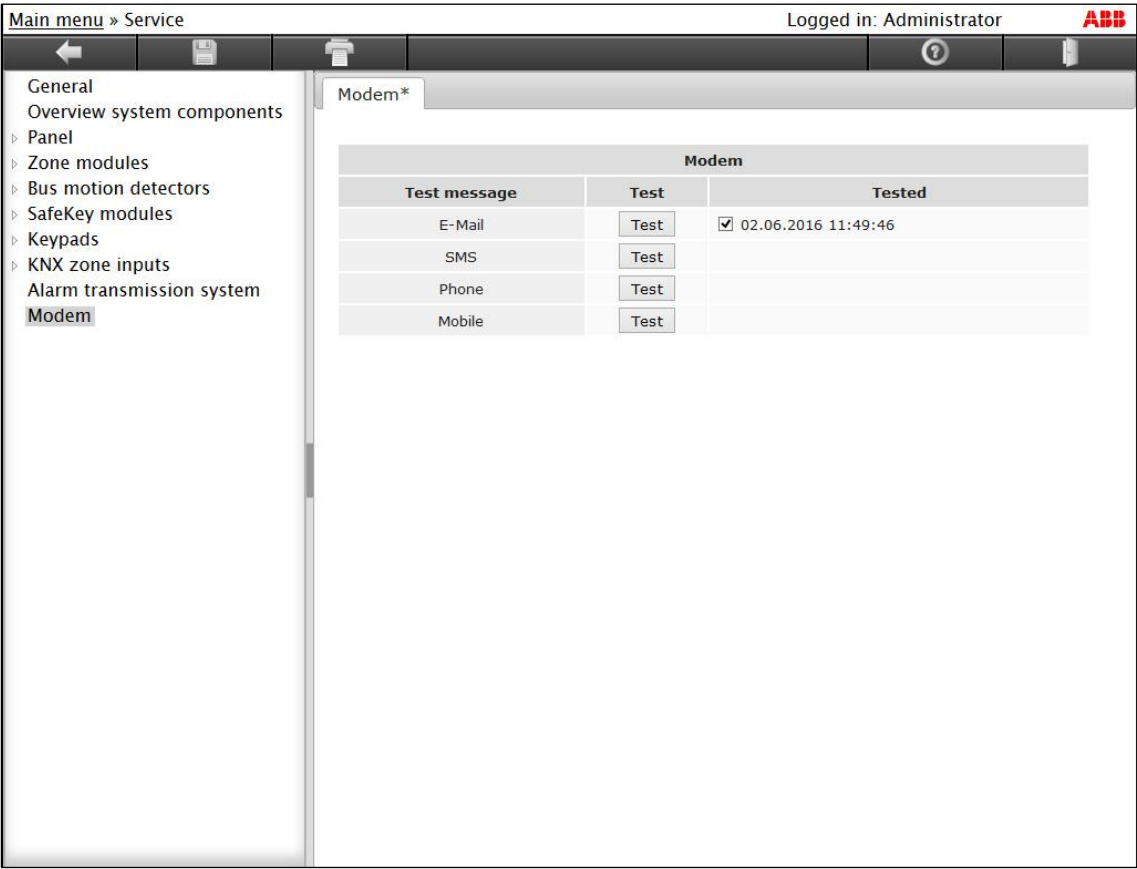 Main menu » Service Logged in: Administrator ABB
General
Overview system components
Panel
Zone modules
Bus motion detectors
SafeKey modules
Keypads
KNX zone inputs
Alarm transmission system
Modem
Modem*
Modem
Test message Test Tested
E-Mail Test 02.06.2016 11:49:46
SMS Test
Phone Test
Mobile Test